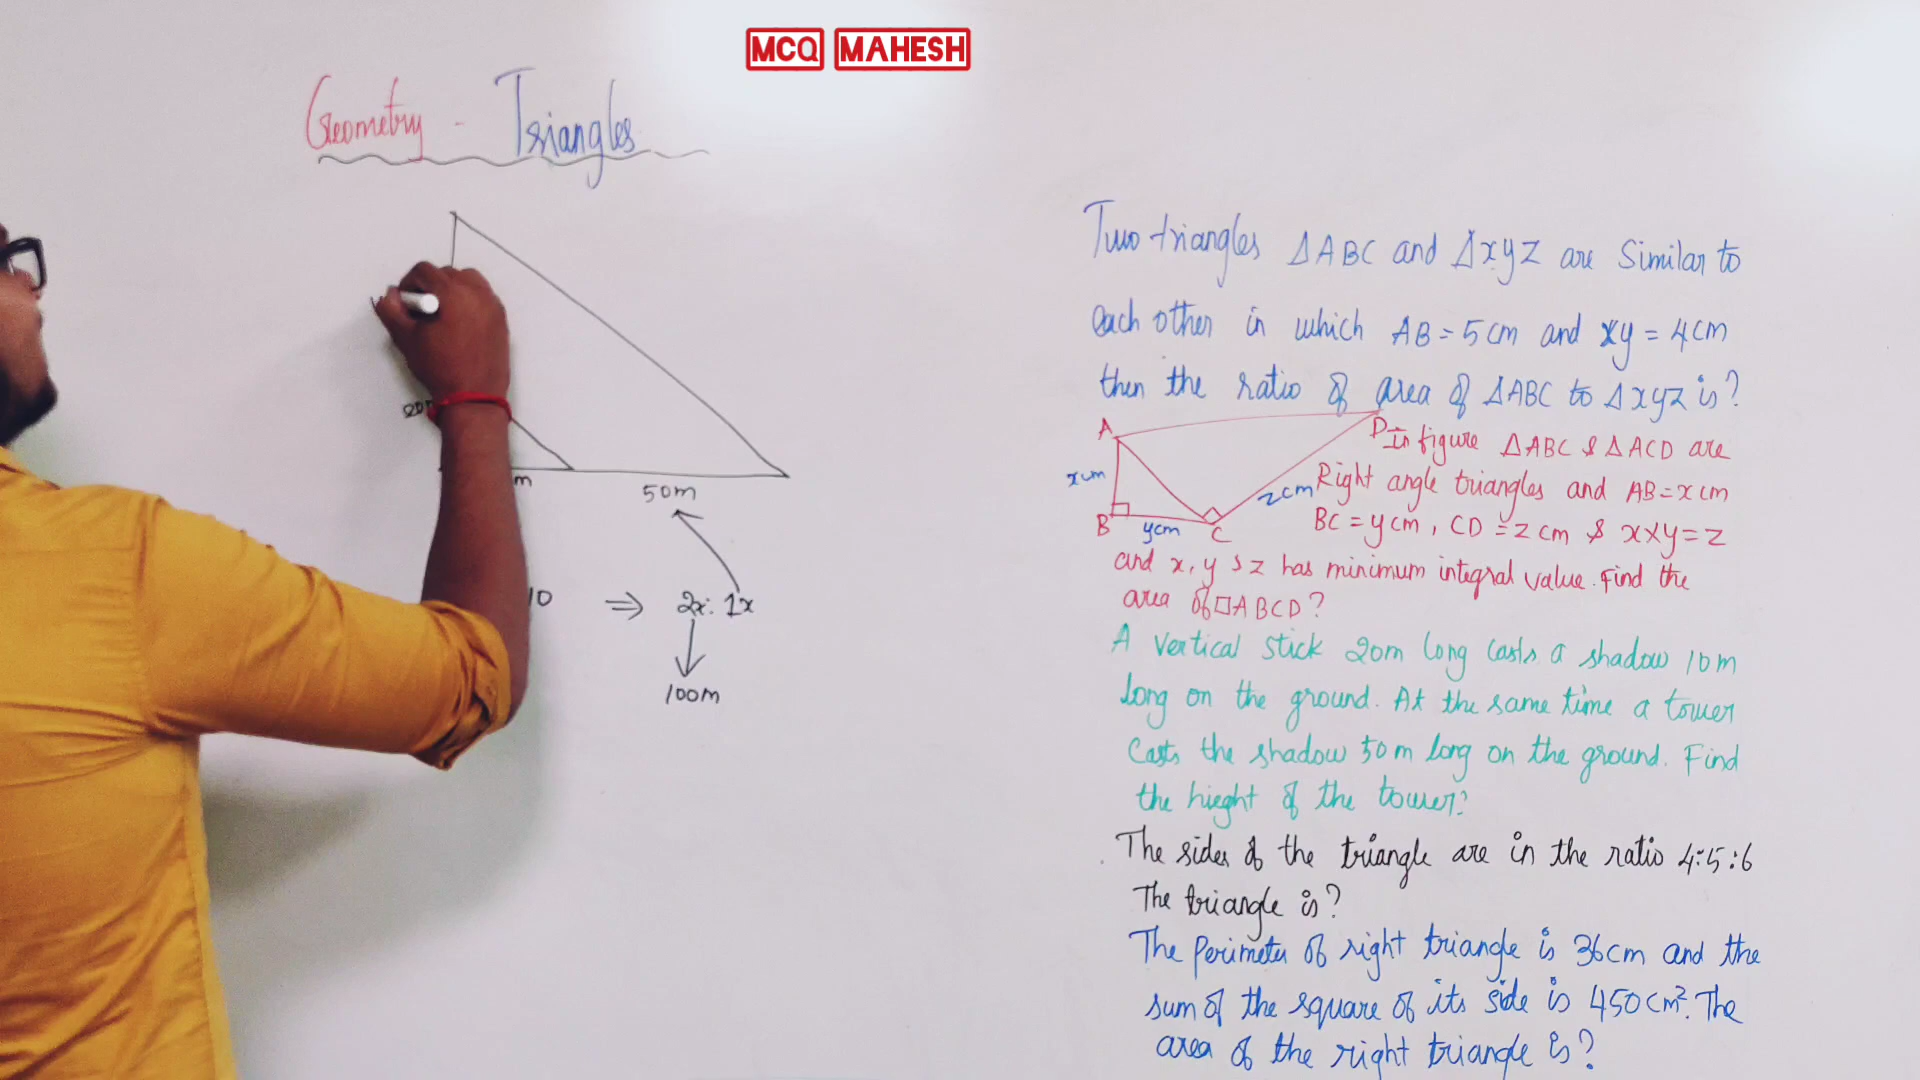 MCQ MAHESH
Geometry - Triangles
20
m
50m
10 ⇒ 2x: 1x
100m
Two triangles ΔABC and Δxyz are Similar to
each other in which AB = 5cm and xy = 4cm
then the ratio of area of ΔABC to Δxyz is?
A
D
In figure ΔABC & ΔACD are
xcm
zcm
Right angle triangles and AB = x cm
B
ycm
C
BC = y cm, CD = z cm & x×y = z
and x, y & z has minimum integral value. Find the
area of □ABCD?
A vertical stick 20m long casts a shadow 10m
long on the ground. At the same time a tower
Casts the shadow 50m long on the ground. Find
the hieght of the tower?
The sides of the triangle are in the ratio 4:5:6
The triangle is?
The perimeter of right triangle is 36cm and the
sum of the square of its side is 450cm². The
area of the right triangle is?